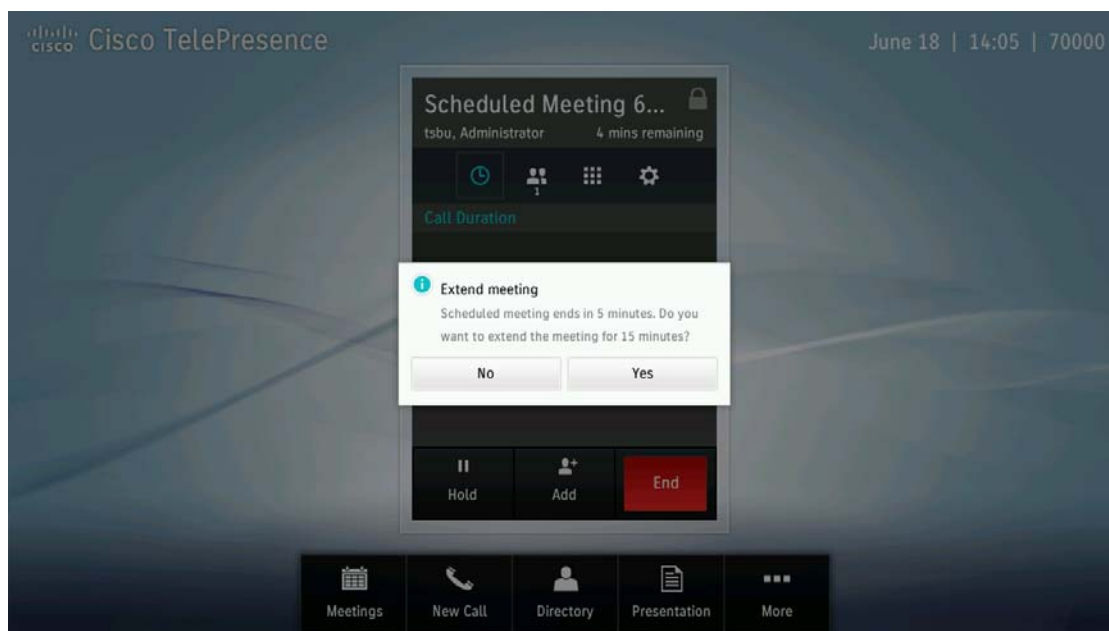 cisco Cisco TelePresence
June 18 | 14:05 | 70000
Scheduled Meeting 6...
tsbu, Administrator 4 mins remaining
1
Call Duration
Extend meeting
Scheduled meeting ends in 5 minutes. Do you
want to extend the meeting for 15 minutes?
No Yes
Hold Add End
Meetings New Call Directory Presentation More